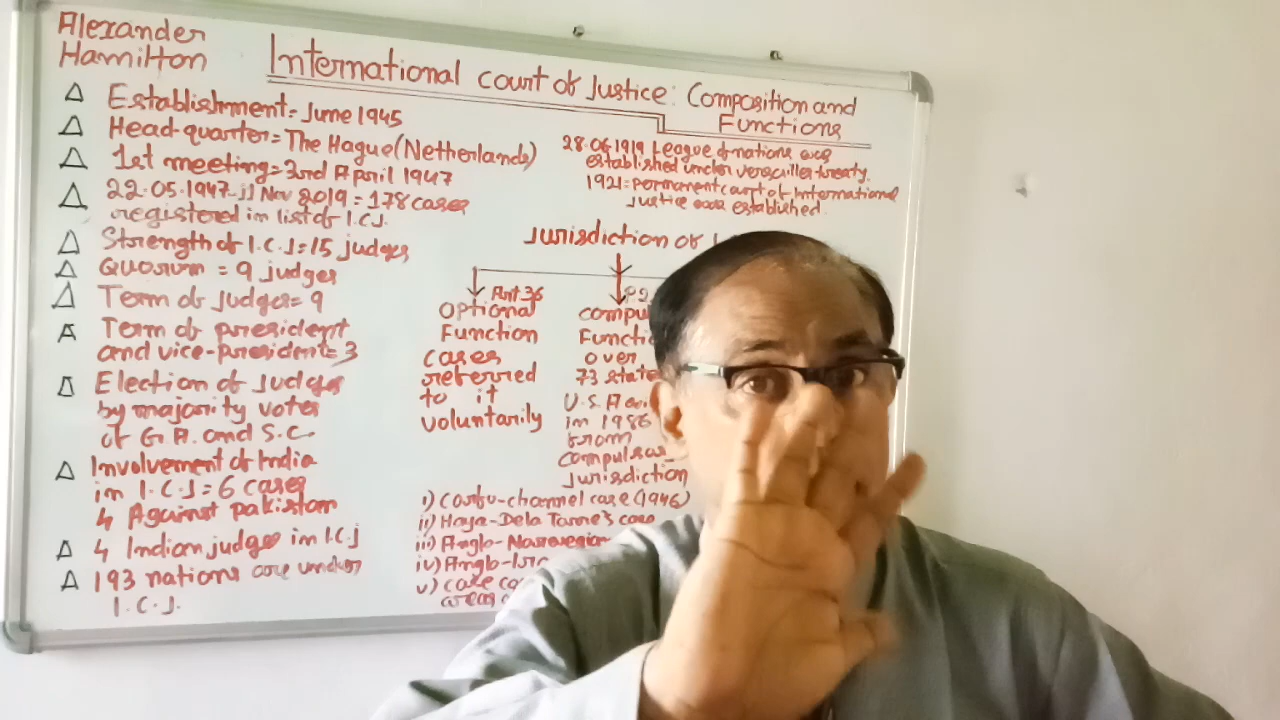 Alexander
Hamilton
International court of Justice: Composition and
Functions
Establishment = June 1945
Head-quarter = The Hague (Netherlands)
1st meeting = 3rd April 1947
22.05.1947 - 11 Nov 2019 = 178 cases
registered in list of I.C.J.
Strength of I.C.J = 15 judges
Quorum = 9 judges
Term of Judges = 9
Term of president
and vice-president = 3
Election of Judges
by majority votes
of G.A. and S.C.
Involvement of India
in I.C.J = 6 cases
4 Against pakistan
4 Indian judges in I.C.J
193 nations are under
I.C.J.
28.06.1919 League of nations was
established under verseiller treaty.
1921 = permanent court of International
Justice was established.
Jurisdiction of
Art 36
Optional
Function
cases
referred
to it
voluntarily
over
73 state
U.S.A
in 1986
from
compulsory
Jurisdiction
i) Corfu-channel case (1946)
ii) Haya-Dela Tarre's case
iii) Anglo-Norwegian
iv) Anglo-
v) case
areas